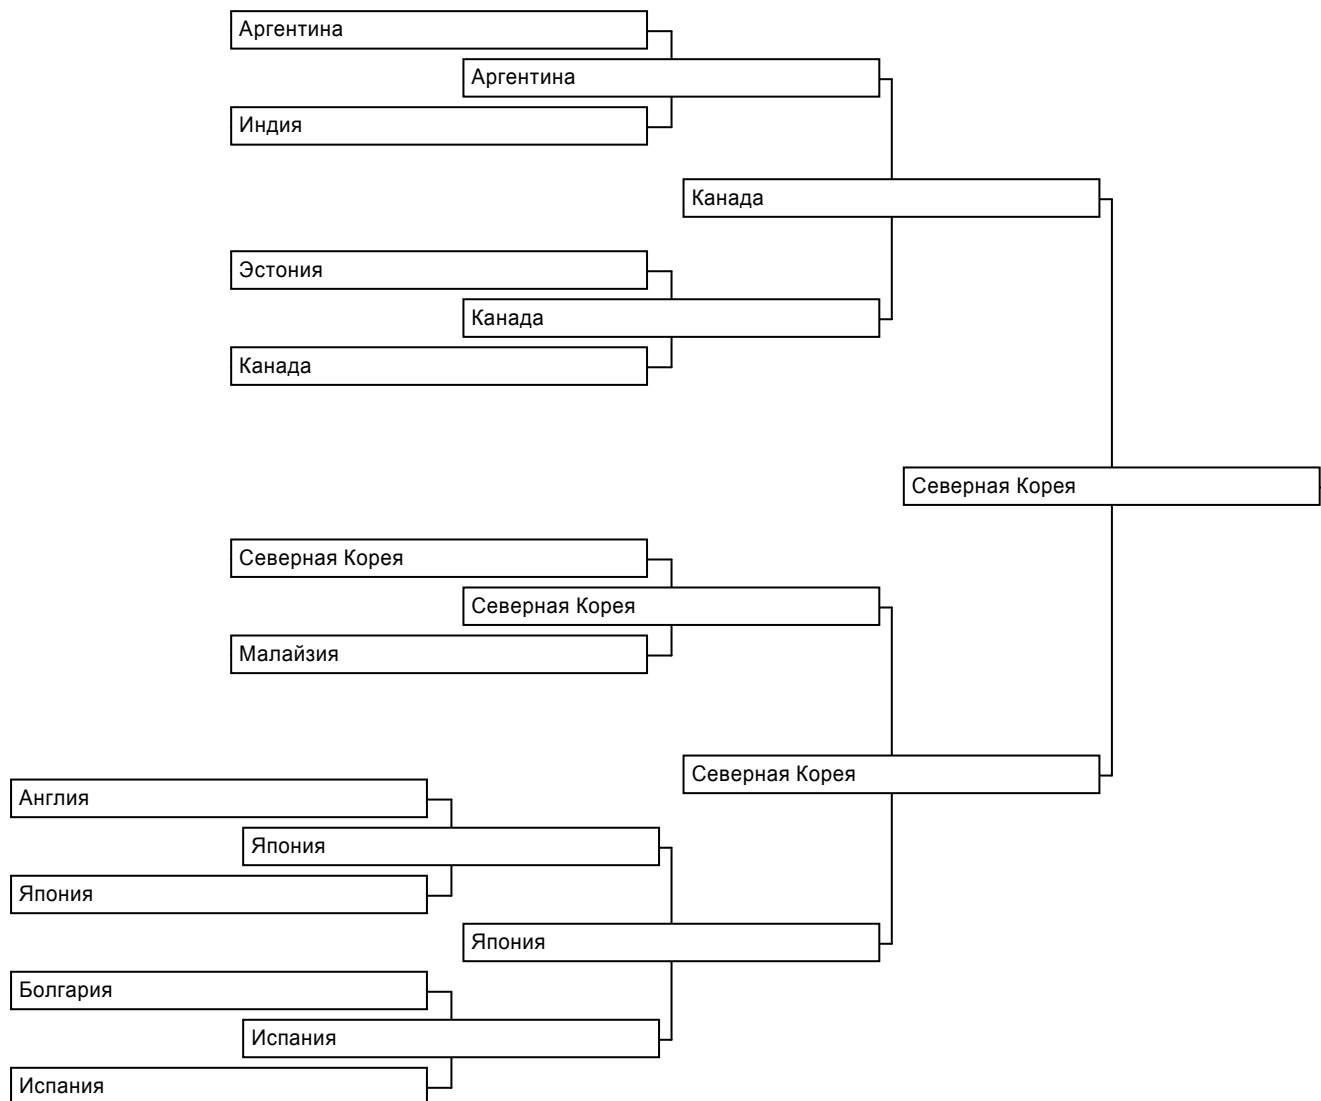 Аргентина
Аргентина
Индия
Канада
Эстония
Канада
Канада
Северная Корея
Северная Корея
Северная Корея
Малайзия
Северная Корея
Англия
Япония
Япония
Япония
Болгария
Испания
Испания